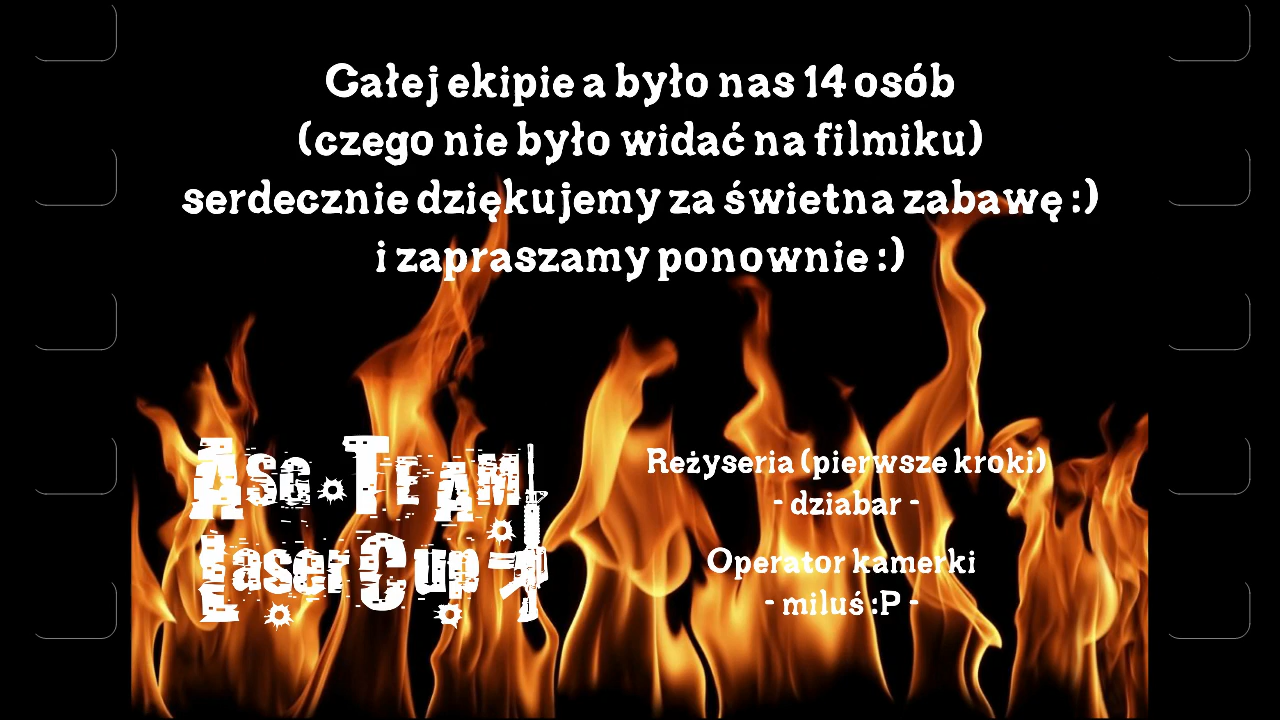 Całej ekipie a było nas 14 osób
(czego nie było widać na filmiku)
serdecznie dziękujemy za świetna zabawę :)
i zapraszamy ponownie :)
Asg.Team
Laser Cup
Reżyseria (pierwsze kroki)
- dziabar -
Operator kamerki
- miluś :P -